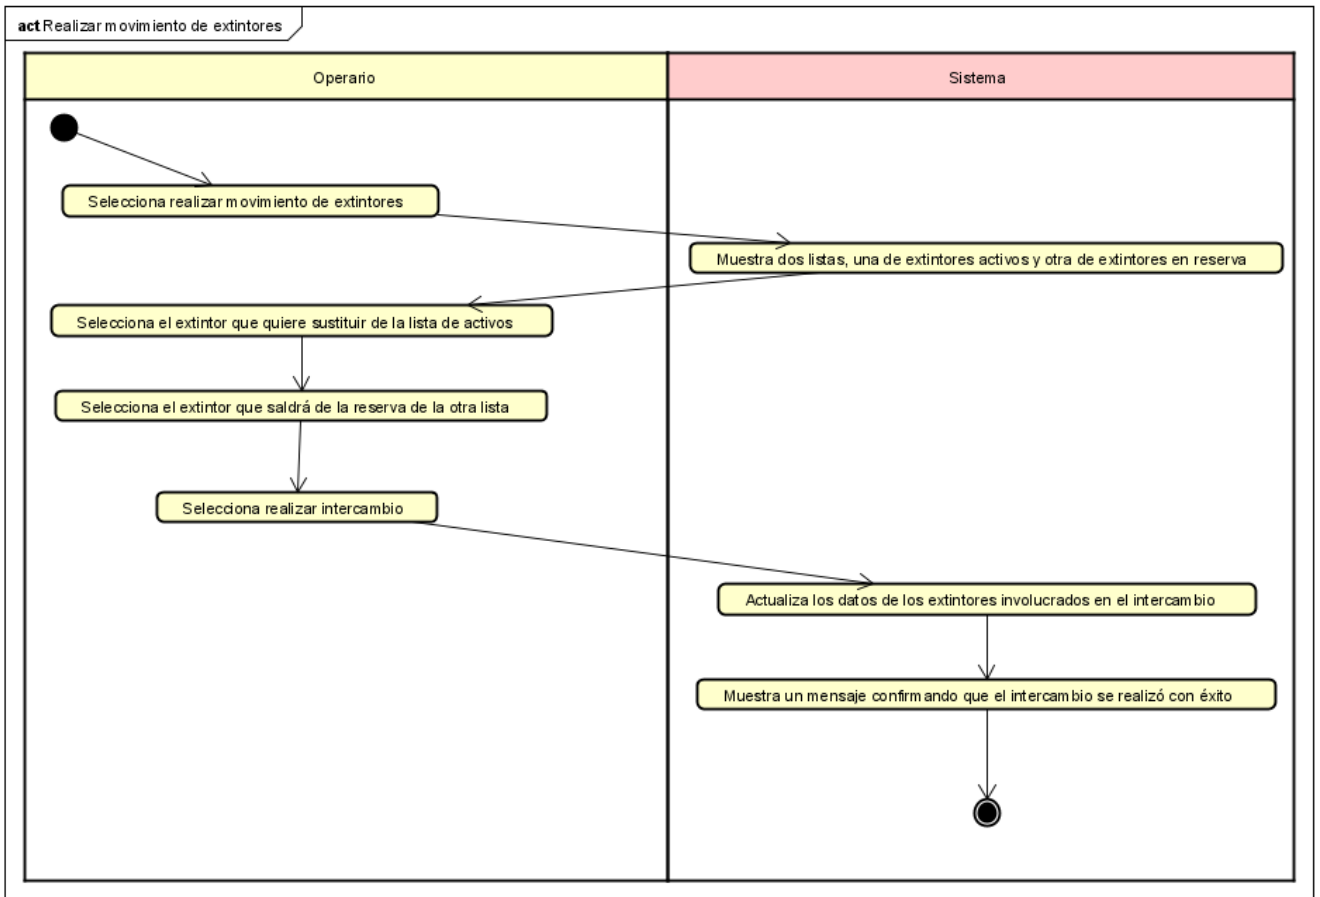 act Realizar movimiento de extintores
Operario
Sistema
Selecciona realizar movimiento de extintores
Muestra dos listas, una de extintores activos y otra de extintores en reserva
Selecciona el extintor que quiere sustituir de la lista de activos
Selecciona el extintor que saldrá de la reserva de la otra lista
Selecciona realizar intercambio
Actualiza los datos de los extintores involucrados en el intercambio
Muestra un mensaje confirmando que el intercambio se realizó con éxito